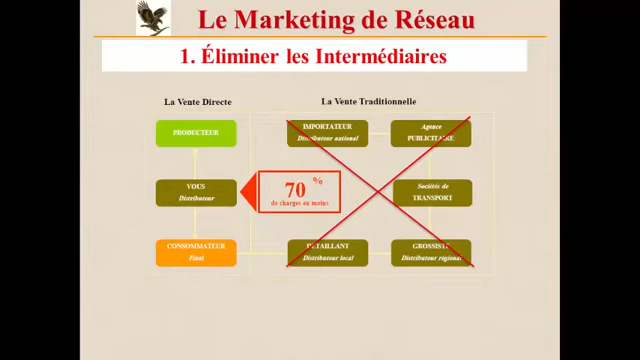 Le Marketing de Réseau
1. Éliminer les Intermédiaires
La Vente Directe
La Vente Traditionnelle
PRODUCTEUR
IMPORTATEUR
Distributeur national
Agence
PUBLICITAIRE
VOUS
Distributeur
70 %
de charges en moins
Sociétés de
TRANSPORT
CONSOMMATEUR
Final
DETAILLANT
Distributeur local
GROSSISTE
Distributeur régional